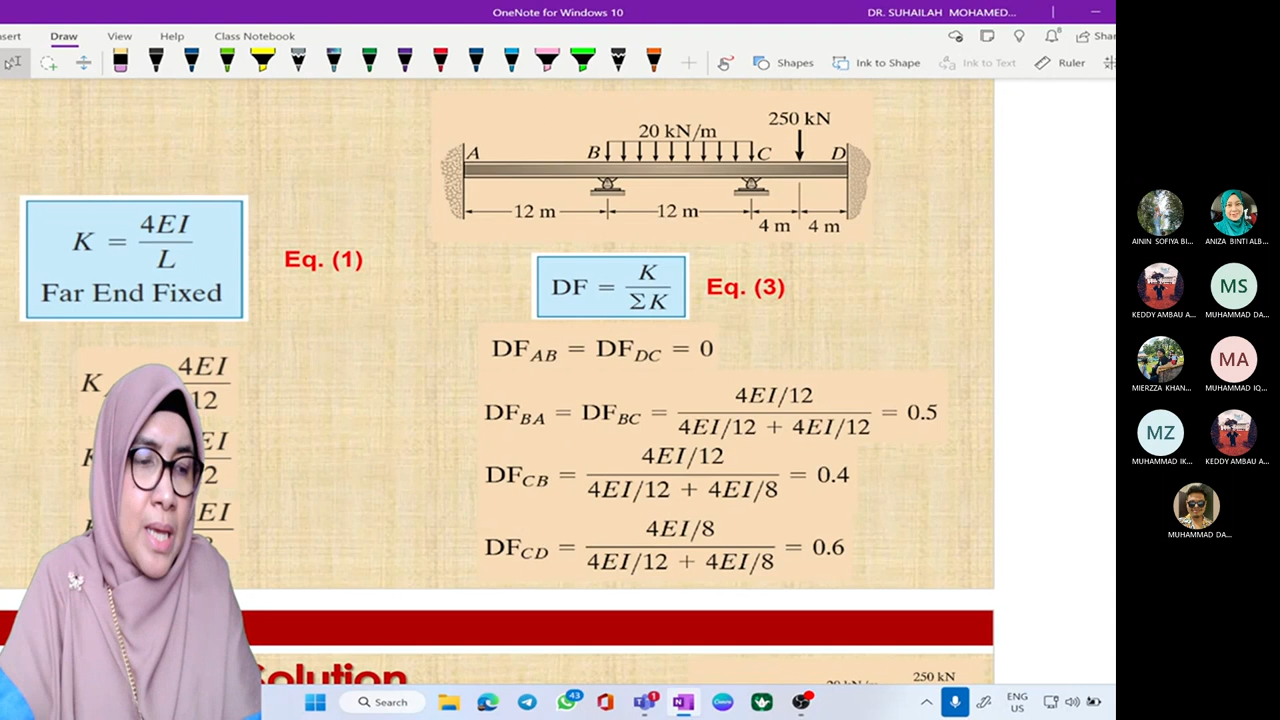 OneNote for Windows 10
DR. SUHAILAH MOHAMED...
nsert Draw View Help Class Notebook
Shar
Shapes Ink to Shape Ink to Text Ruler
250 kN
20 kN/m
A B C D
12 m 12 m
4 m 4 m
K = 4EI / L
Far End Fixed
Eq. (1)
DF = K / ΣK
Eq. (3)
DF_AB = DF_DC = 0
DF_BA = DF_BC = 4EI/12 / 4EI/12 + 4EI/12 = 0.5
DF_CB = 4EI/12 / 4EI/12 + 4EI/8 = 0.4
DF_CD = 4EI/8 / 4EI/12 + 4EI/8 = 0.6
K 4EI
12
EI
2
EI
olution
250 kN
AININ SOFIYA BI...
ANIZA BINTI ALB...
KEDDY AMBAU A...
MS
MUHAMMAD DA...
MIERZZA KHAN...
MA
MUHAMMAD IQ...
MZ
MUHAMMAD IK...
KEDDY AMBAU A...
MUHAMMAD DA...
Search
43
1
ENG
US